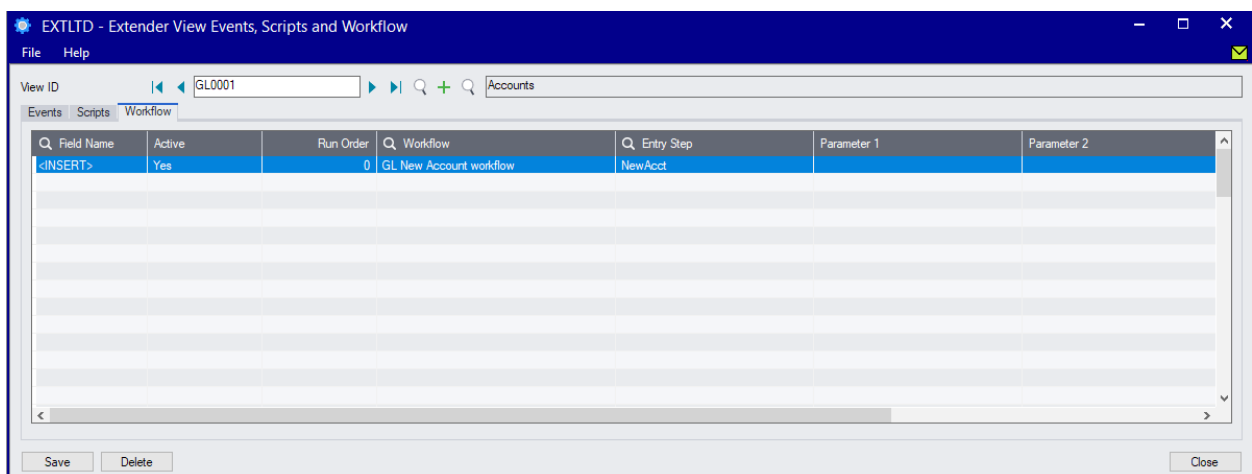 EXTLTD - Extender View Events, Scripts and Workflow
File Help
View ID GL0001 Accounts
Events Scripts Workflow
Field Name Active Run Order Workflow Entry Step Parameter 1 Parameter 2
<INSERT> Yes 0 GL New Account workflow NewAcct
Save Delete Close